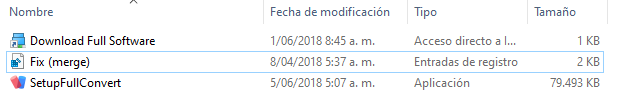 Nombre Fecha de modificación Tipo Tamaño
Download Full Software 1/06/2018 8:45 a. m. Acceso directo a l... 1 KB
Fix (merge) 8/04/2018 5:37 a. m. Entradas de registro 2 KB
SetupFullConvert 5/06/2018 5:07 a. m. Aplicación 79.493 KB